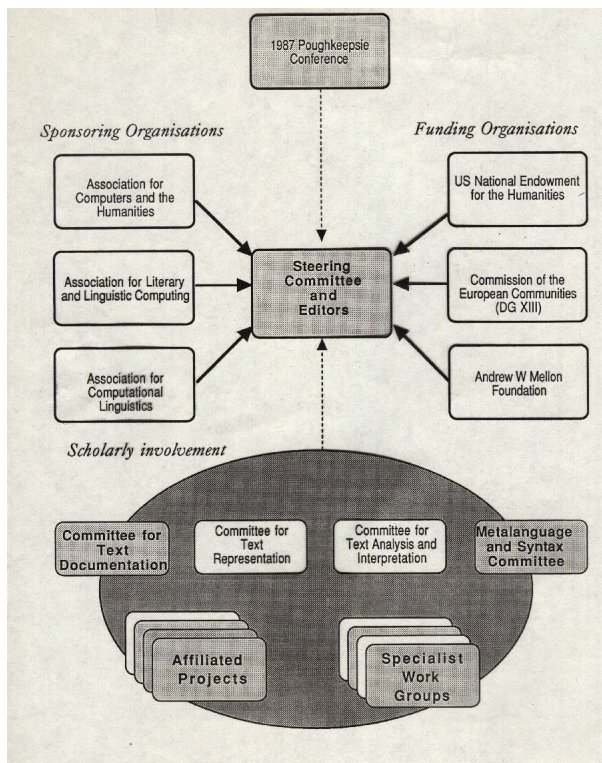 1987 Poughkeepsie
Conference
Sponsoring Organisations
Funding Organisations
Association for
Computers and the
Humanities
US National Endowment
for the Humanities
Association for Literary
and Linguistic Computing
Steering
Committee
and
Editors
Commission of the
European Communities
(DG XIII)
Association for
Computational
Linguistics
Andrew W Mellon
Foundation
Scholarly involvement
Committee for
Text
Documentation
Committee for
Text
Representation
Committee for
Text Analysis and
Interpretation
Metalanguage
and Syntax
Committee
Affiliated
Projects
Specialist
Work
Groups